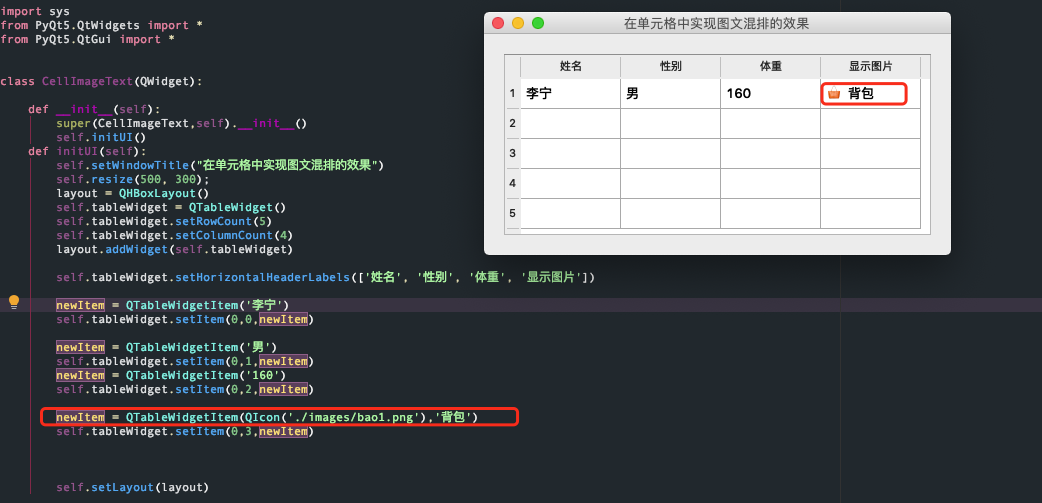 import sys
from PyQt5.QtWidgets import *
from PyQt5.QtGui import *
class CellImageText(QWidget):
def __init__(self):
super(CellImageText,self).__init__()
self.initUI()
def initUI(self):
self.setWindowTitle("在单元格中实现图文混排的效果")
self.resize(500, 300);
layout = QHBoxLayout()
self.tableWidget = QTableWidget()
self.tableWidget.setRowCount(5)
self.tableWidget.setColumnCount(4)
layout.addWidget(self.tableWidget)
self.tableWidget.setHorizontalHeaderLabels(['姓名', '性别', '体重', '显示图片'])
newItem = QTableWidgetItem('李宁')
self.tableWidget.setItem(0,0,newItem)
newItem = QTableWidgetItem('男')
self.tableWidget.setItem(0,1,newItem)
newItem = QTableWidgetItem('160')
self.tableWidget.setItem(0,2,newItem)
newItem = QTableWidgetItem(QIcon('./images/bao1.png'),'背包')
self.tableWidget.setItem(0,3,newItem)
self.setLayout(layout)
在单元格中实现图文混排的效果
姓名 性别 体重 显示图片
1 李宁 男 160 背包
2
3
4
5